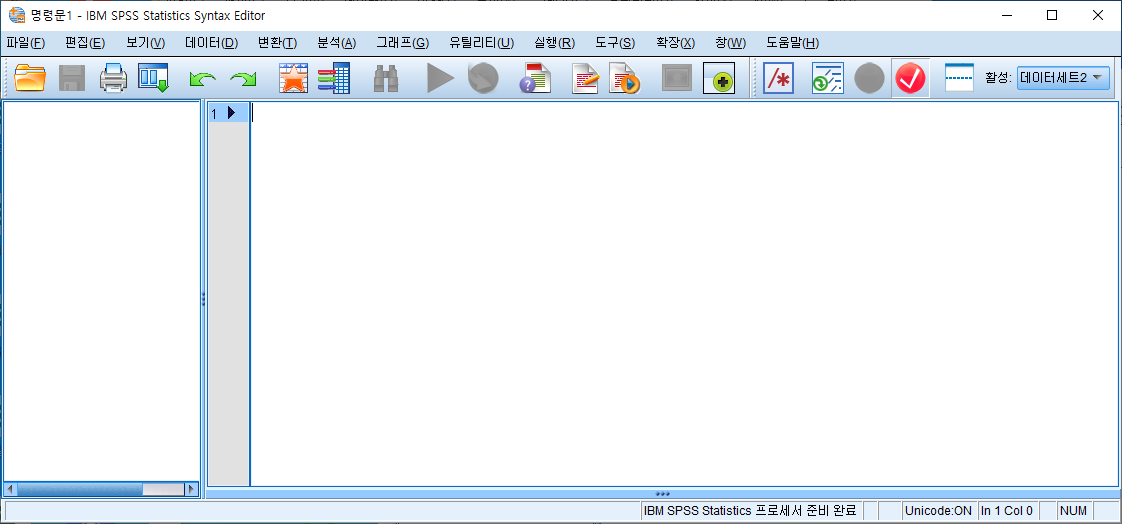 명령문1 - IBM SPSS Statistics Syntax Editor
파일(F) 편집(E) 보기(V) 데이터(D) 변환(T) 분석(A) 그래프(G) 유틸리티(U) 실행(R) 도구(S) 확장(X) 창(W) 도움말(H)
활성: 데이터세트2
1
IBM SPSS Statistics 프로세서 준비 완료 Unicode:ON In 1 Col 0 NUM